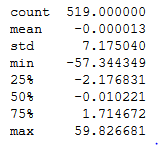 count 519.000000
mean -0.000013
std 7.175040
min -57.344349
25% -2.176831
50% -0.010221
75% 1.714672
max 59.826681
.